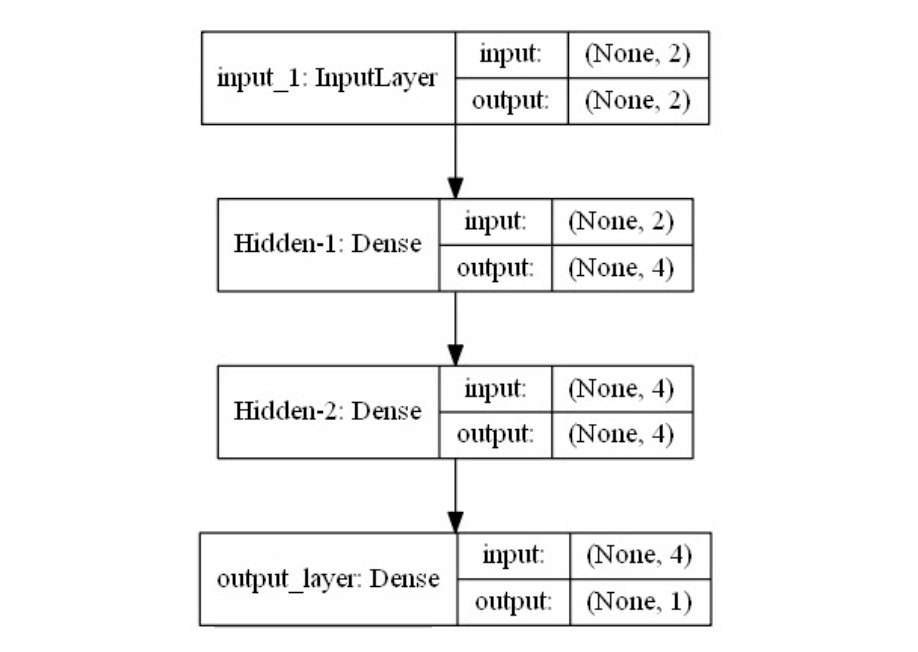 input_1: InputLayer
input: (None, 2)
output: (None, 2)
Hidden-1: Dense
input: (None, 2)
output: (None, 4)
Hidden-2: Dense
input: (None, 4)
output: (None, 4)
output_layer: Dense
input: (None, 4)
output: (None, 1)